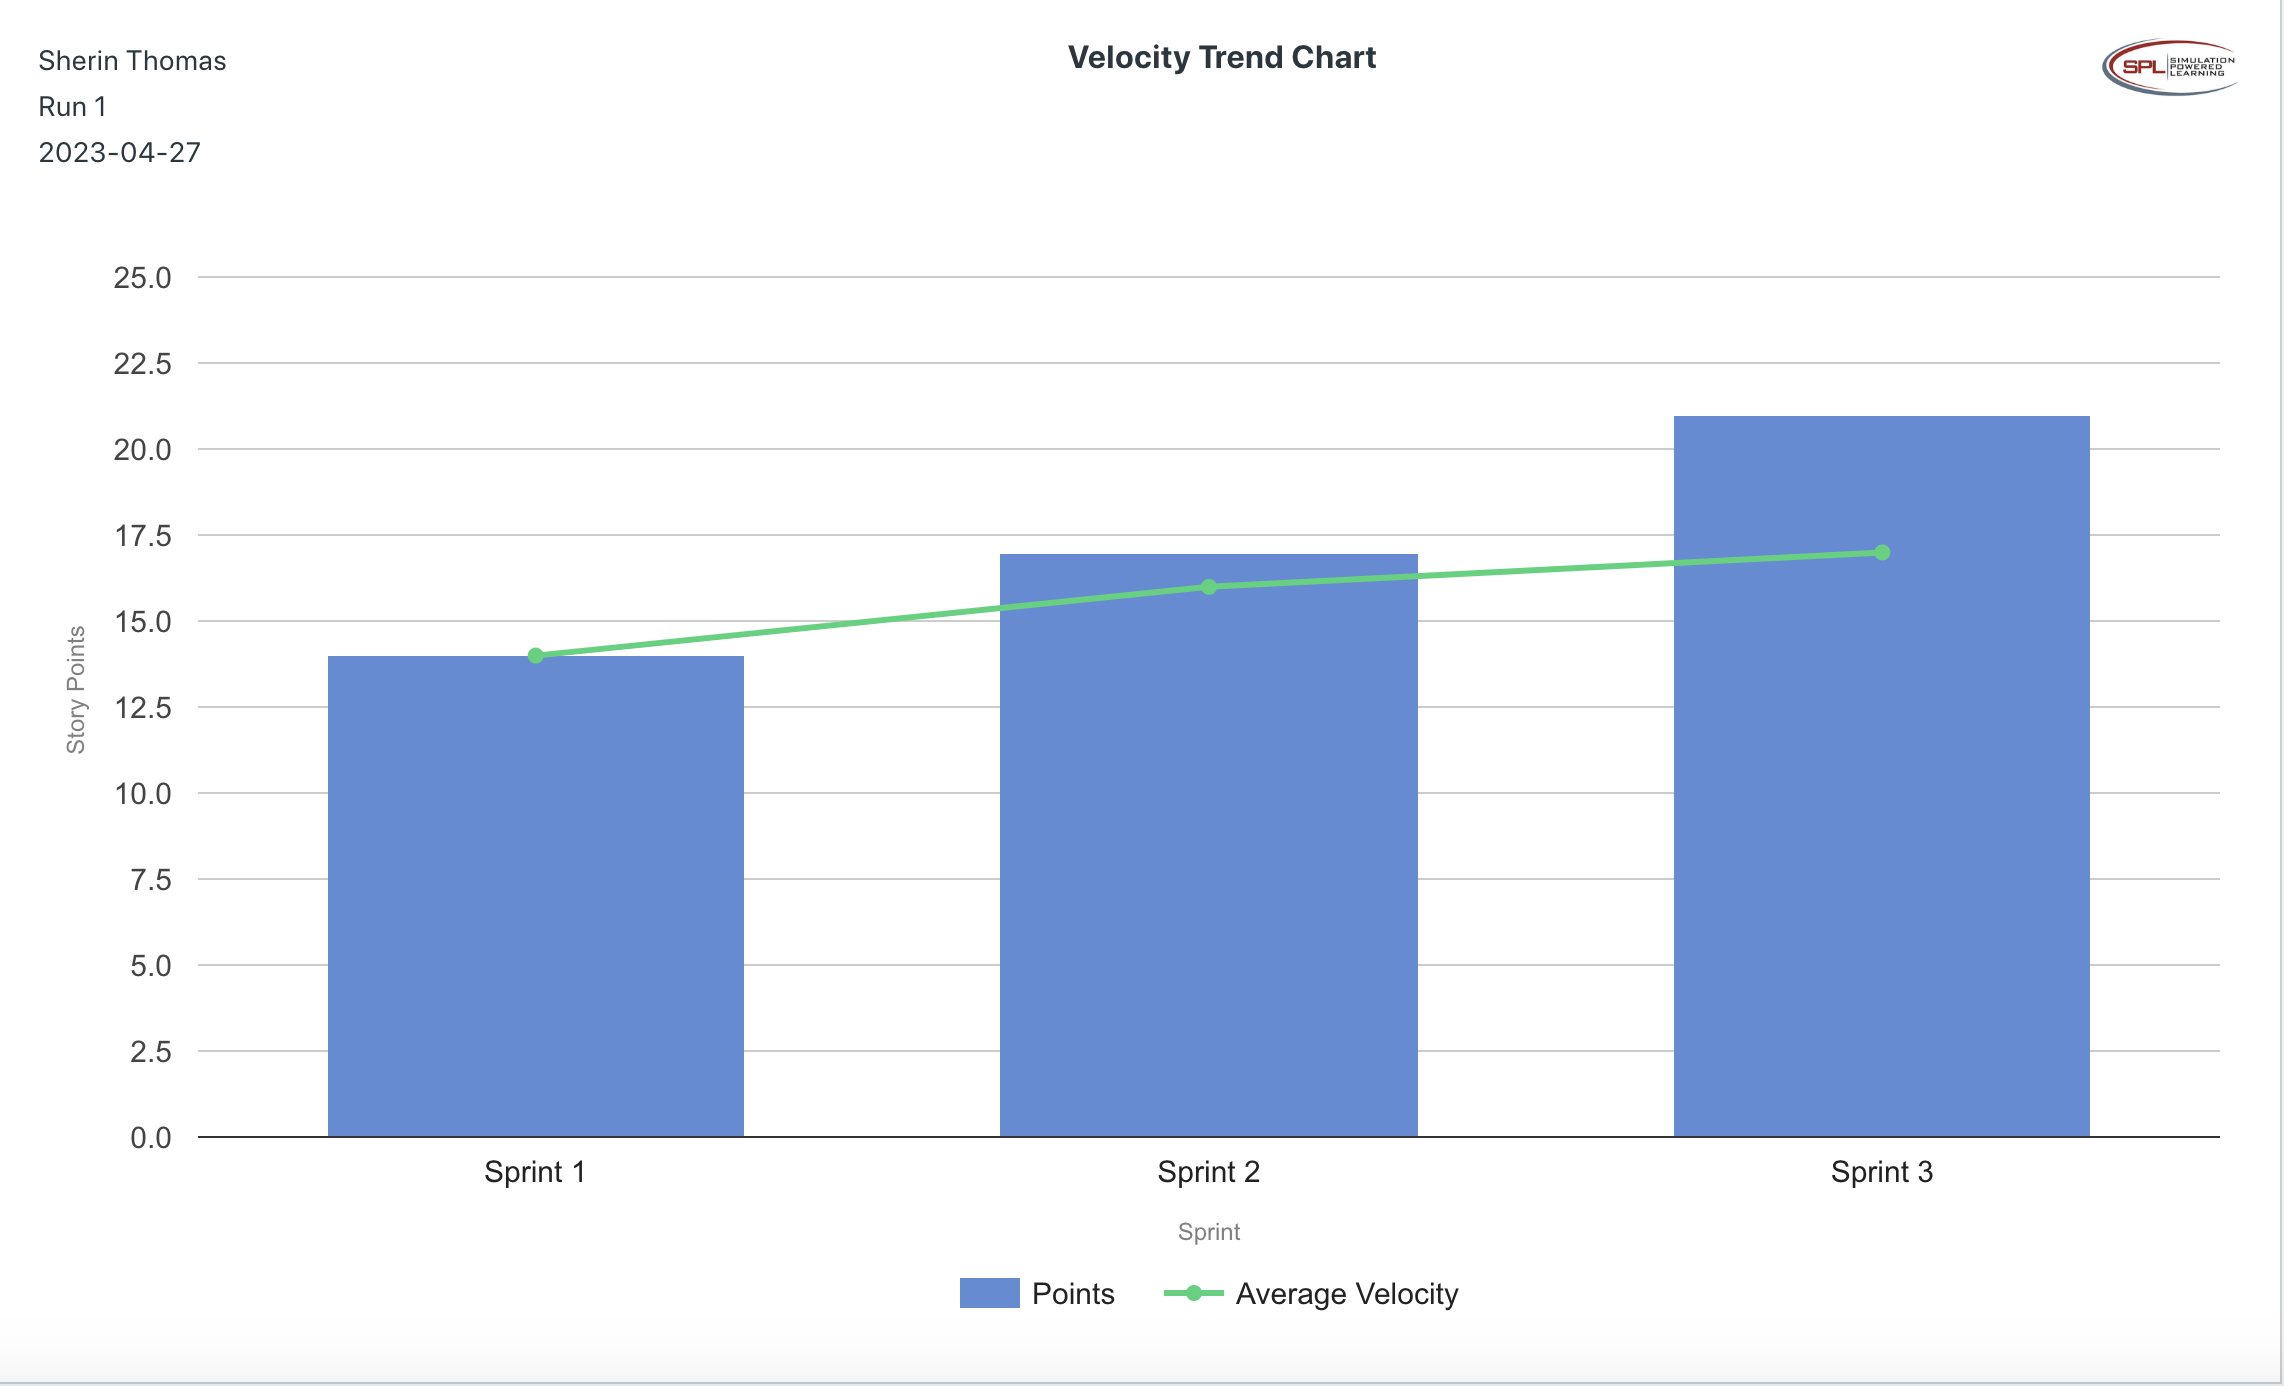 Sherin Thomas
Run 1
2023-04-27
Velocity Trend Chart
SPL
SIMULATION
POWERED
LEARNING
25.0
22.5
20.0
17.5
15.0
12.5
10.0
7.5
5.0
2.5
0.0
Story Points
Sprint 1
Sprint 2
Sprint 3
Sprint
Points
Average Velocity